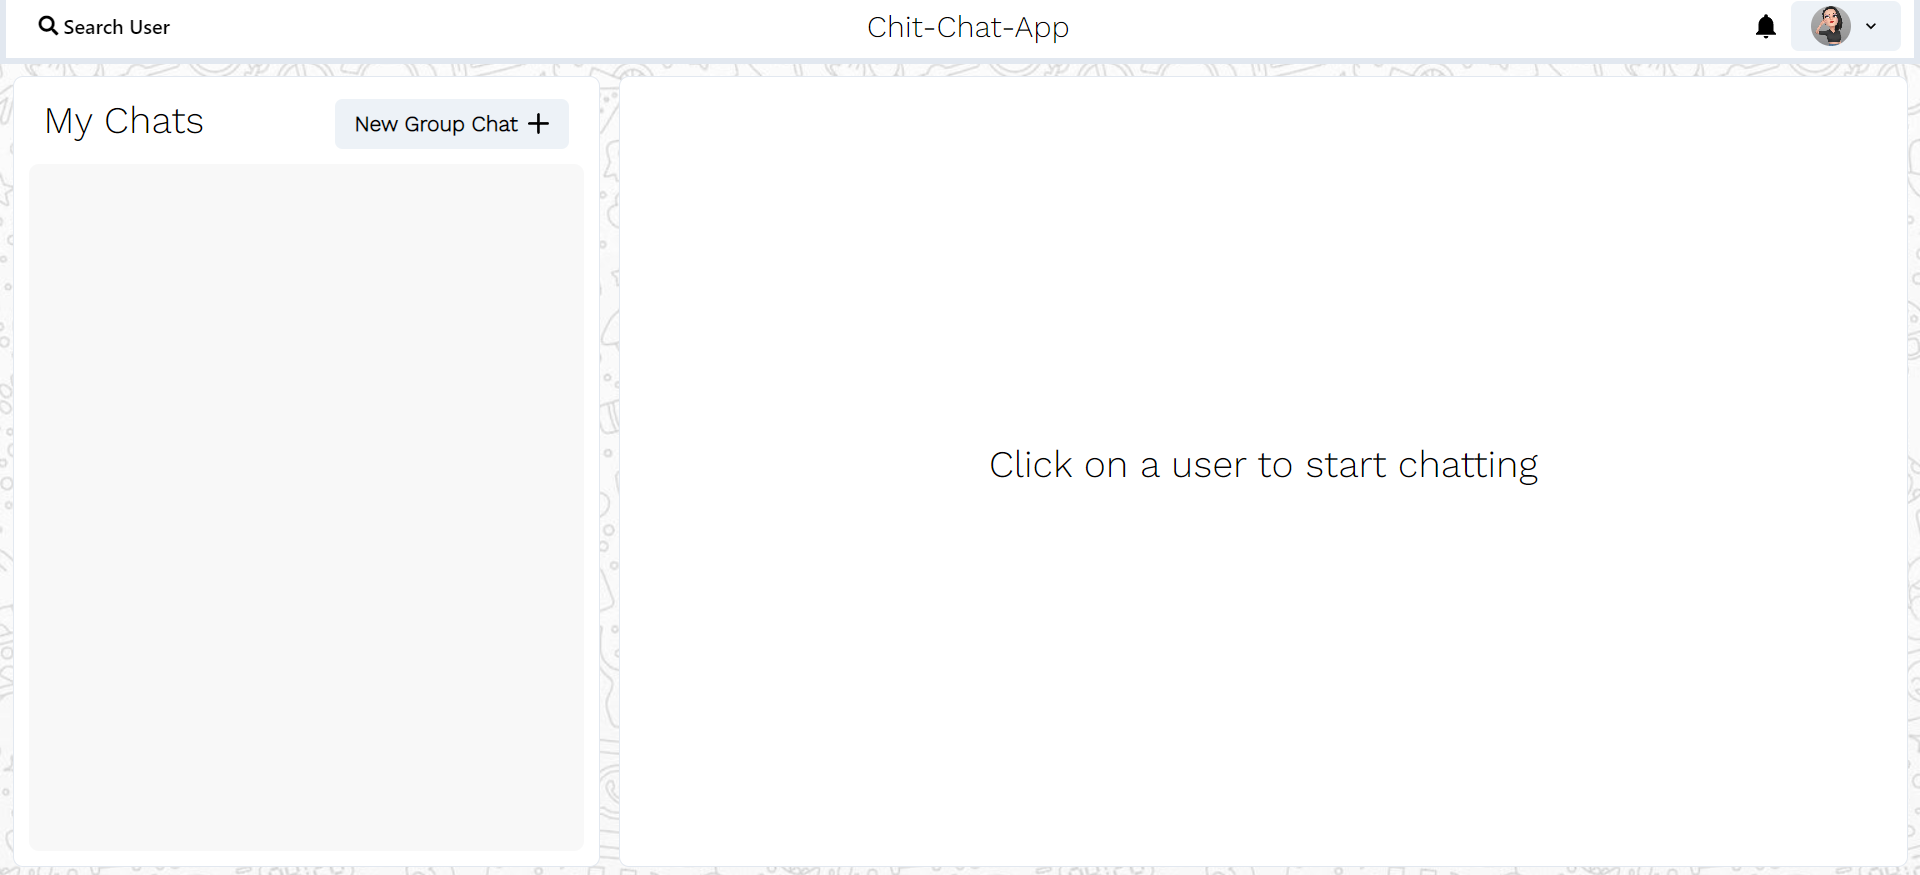 Search User
Chit-Chat-App
My Chats
New Group Chat
Click on a user to start chatting